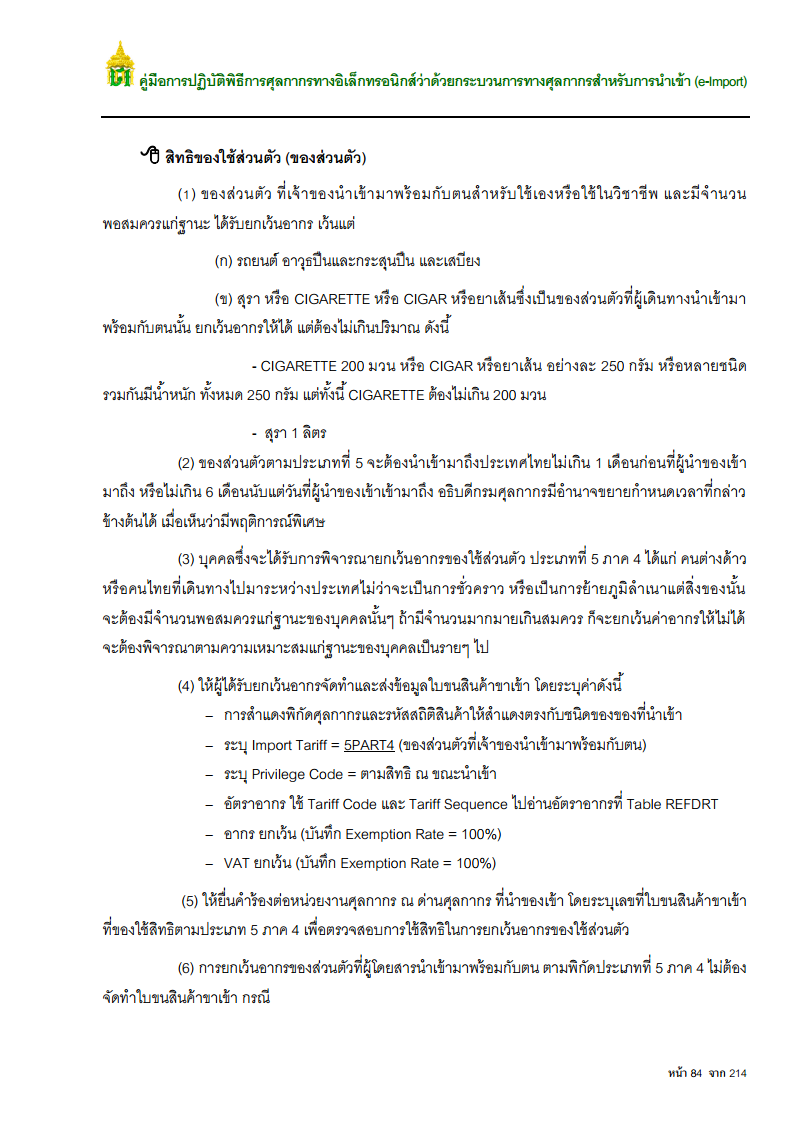 คู่มือการปฏิบัติพิธีการศุลกากรทางอิเล็กทรอนิกส์ว่าด้วยกระบวนการทางศุลกากรสำหรับการนำเข้า (e-Import)
สิทธิของใช้ส่วนตัว (ของส่วนตัว)
(1) ของส่วนตัว ที่เจ้าของนำเข้ามาพร้อมกับตนสำหรับใช้เองหรือใช้ในวิชาชีพ และมีจำนวน
พอสมควรแก่ฐานะ ได้รับยกเว้นอากร เว้นแต่
(ก) รถยนต์ อาวุธปืนและกระสุนปืน และเสบียง
(ข) สุรา หรือ CIGARETTE หรือ CIGAR หรือยาเส้นซึ่งเป็นของส่วนตัวที่ผู้เดินทางนำเข้ามา
พร้อมกับตนนั้น ยกเว้นอากรให้ได้ แต่ต้องไม่เกินปริมาณ ดังนี้
- CIGARETTE 200 มวน หรือ CIGAR หรือยาเส้น อย่างละ 250 กรัม หรือหลายชนิด
รวมกันมีน้ำหนัก ทั้งหมด 250 กรัม แต่ทั้งนี้ CIGARETTE ต้องไม่เกิน 200 มวน
- สุรา 1 ลิตร
(2) ของส่วนตัวตามประเภทที่ 5 จะต้องนำเข้ามาถึงประเทศไทยไม่เกิน 1 เดือนก่อนที่ผู้นำของเข้า
มาถึง หรือไม่เกิน 6 เดือนนับแต่วันที่ผู้นำของเข้าเข้ามาถึง อธิบดีกรมศุลกากรมีอำนาจขยายกำหนดเวลาที่กล่าว
ข้างต้นได้ เมื่อเห็นว่ามีพฤติการณ์พิเศษ
(3) บุคคลซึ่งจะได้รับการพิจารณายกเว้นอากรของใช้ส่วนตัว ประเภทที่ 5 ภาค 4 ได้แก่ คนต่างด้าว
หรือคนไทยที่เดินทางไปมาระหว่างประเทศไม่ว่าจะเป็นการชั่วคราว หรือเป็นการย้ายภูมิลำเนาแต่สิ่งของนั้น
จะต้องมีจำนวนพอสมควรแก่ฐานะของบุคคลนั้นๆ ถ้ามีจำนวนมากมายเกินสมควร ก็จะยกเว้นค่าอากรให้ไม่ได้
จะต้องพิจารณาตามความเหมาะสมแก่ฐานะของบุคคลเป็นรายๆ ไป
(4) ให้ผู้ได้รับยกเว้นอากรจัดทำและส่งข้อมูลใบขนสินค้าขาเข้า โดยระบุค่าดังนี้
– การสำแดงพิกัดศุลกากรและรหัสสถิติสินค้าให้สำแดงตรงกับชนิดของของที่นำเข้า
– ระบุ Import Tariff = 5PART4 (ของส่วนตัวที่เจ้าของนำเข้ามาพร้อมกับตน)
– ระบุ Privilege Code = ตามสิทธิ ณ ขณะนำเข้า
– อัตราอากร ใช้ Tariff Code และ Tariff Sequence ไปอ่านอัตราอากรที่ Table REFDRT
– อากร ยกเว้น (บันทึก Exemption Rate = 100%)
– VAT ยกเว้น (บันทึก Exemption Rate = 100%)
(5) ให้ยื่นคำร้องต่อหน่วยงานศุลกากร ณ ด่านศุลกากร ที่นำของเข้า โดยระบุเลขที่ใบขนสินค้าขาเข้า
ที่ของใช้สิทธิตามประเภท 5 ภาค 4 เพื่อตรวจสอบการใช้สิทธิในการยกเว้นอากรของใช้ส่วนตัว
(6) การยกเว้นอากรของส่วนตัวที่ผู้โดยสารนำเข้ามาพร้อมกับตน ตามพิกัดประเภทที่ 5 ภาค 4 ไม่ต้อง
จัดทำใบขนสินค้าขาเข้า กรณี
หน้า 84 จาก 214